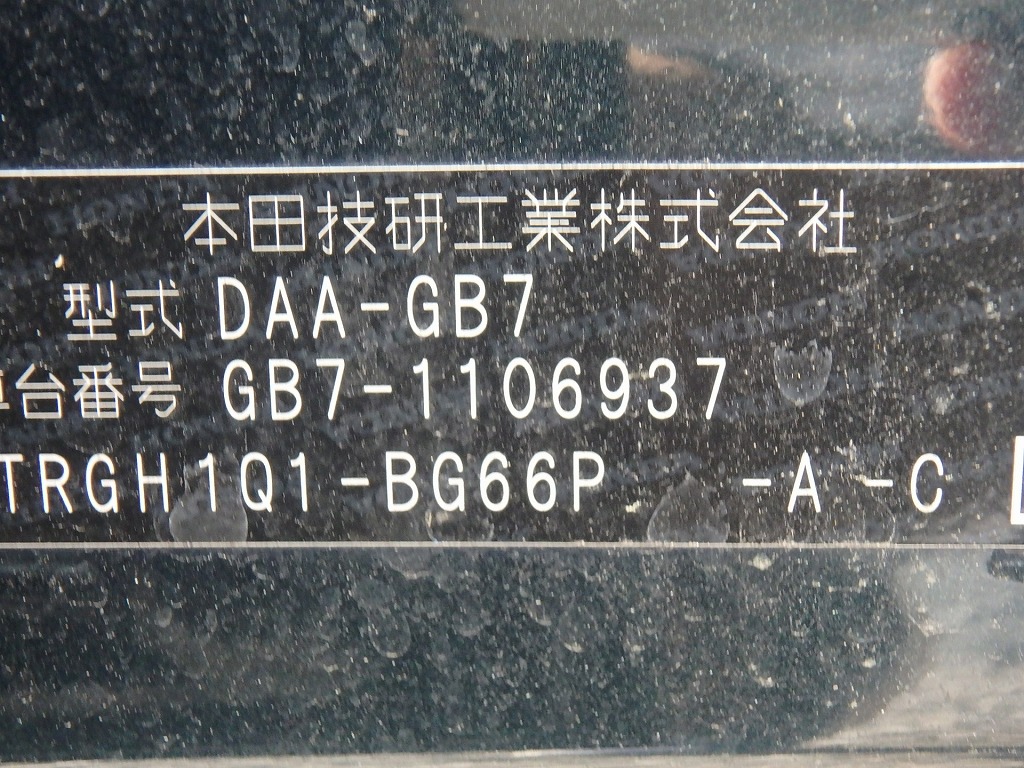 本田技研工業株式会社
型式 DAA-GB7
車台番号 GB7-1106937
TRGH1Q1-BG66P -A -C